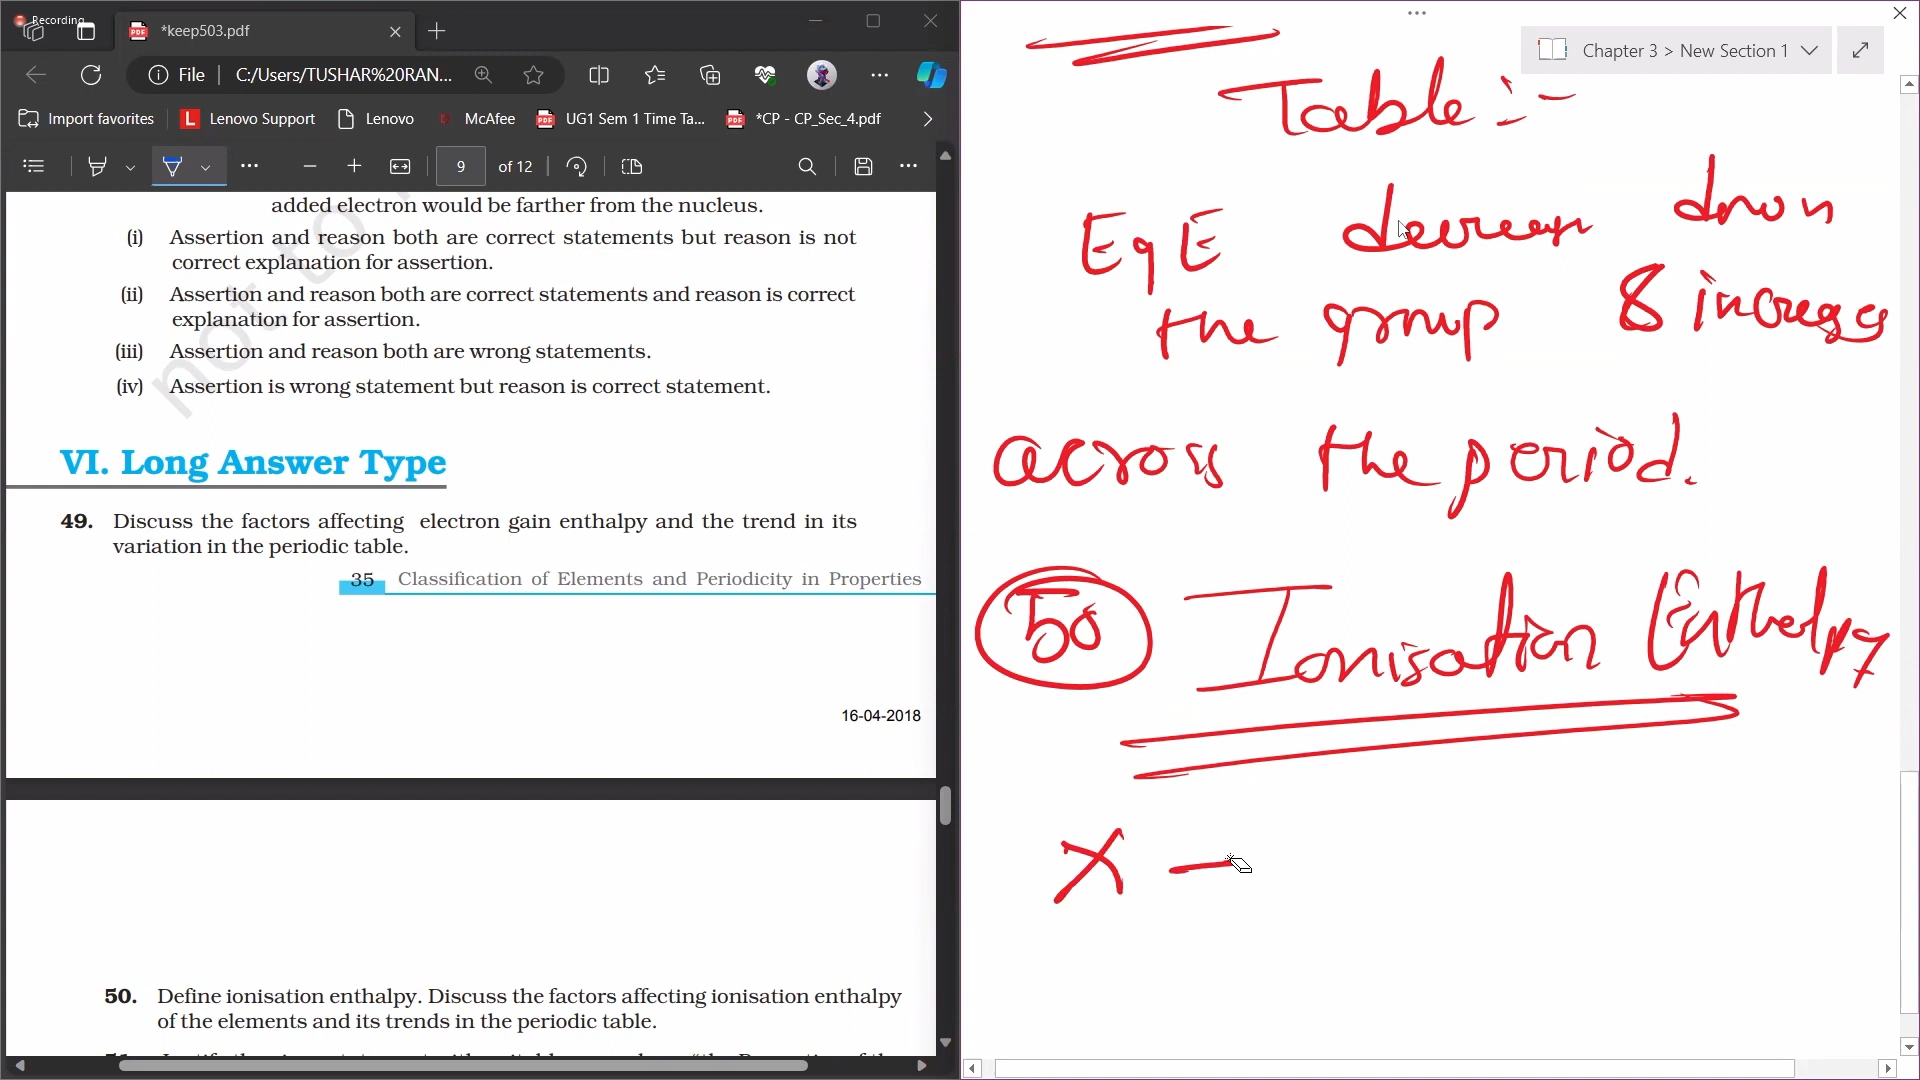 Recording
*keep503.pdf
File C:/Users/TUSHAR%20RAN...
Import favorites Lenovo Support Lenovo McAfee UG1 Sem 1 Time Ta... *CP - CP_Sec_4.pdf
9 of 12
added electron would be farther from the nucleus.
(i) Assertion and reason both are correct statements but reason is not
correct explanation for assertion.
(ii) Assertion and reason both are correct statements and reason is correct
explanation for assertion.
(iii) Assertion and reason both are wrong statements.
(iv) Assertion is wrong statement but reason is correct statement.
not to
VI. Long Answer Type
49. Discuss the factors affecting electron gain enthalpy and the trend in its
variation in the periodic table.
35 Classification of Elements and Periodicity in Properties
16-04-2018
50. Define ionisation enthalpy. Discuss the factors affecting ionisation enthalpy
of the elements and its trends in the periodic table.
Chapter 3 > New Section 1
Table :-
EgE
the group & increases
across the period.
50 Ionisation Enthalpy
X —